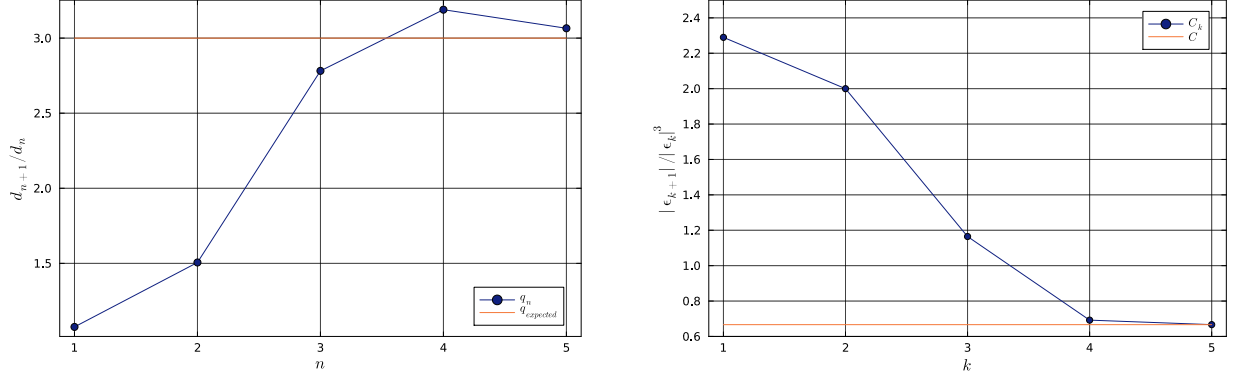 3.0
2.5
2.0
1.5
d_{n+1}/d_n
1 2 3 4 5
n
q_n
q_{expected}
2.4
2.2
2.0
1.8
1.6
1.4
1.2
1.0
0.8
0.6
|ϵ_{k+1}|/|ϵ_k|^3
1 2 3 4 5
k
C_k
C